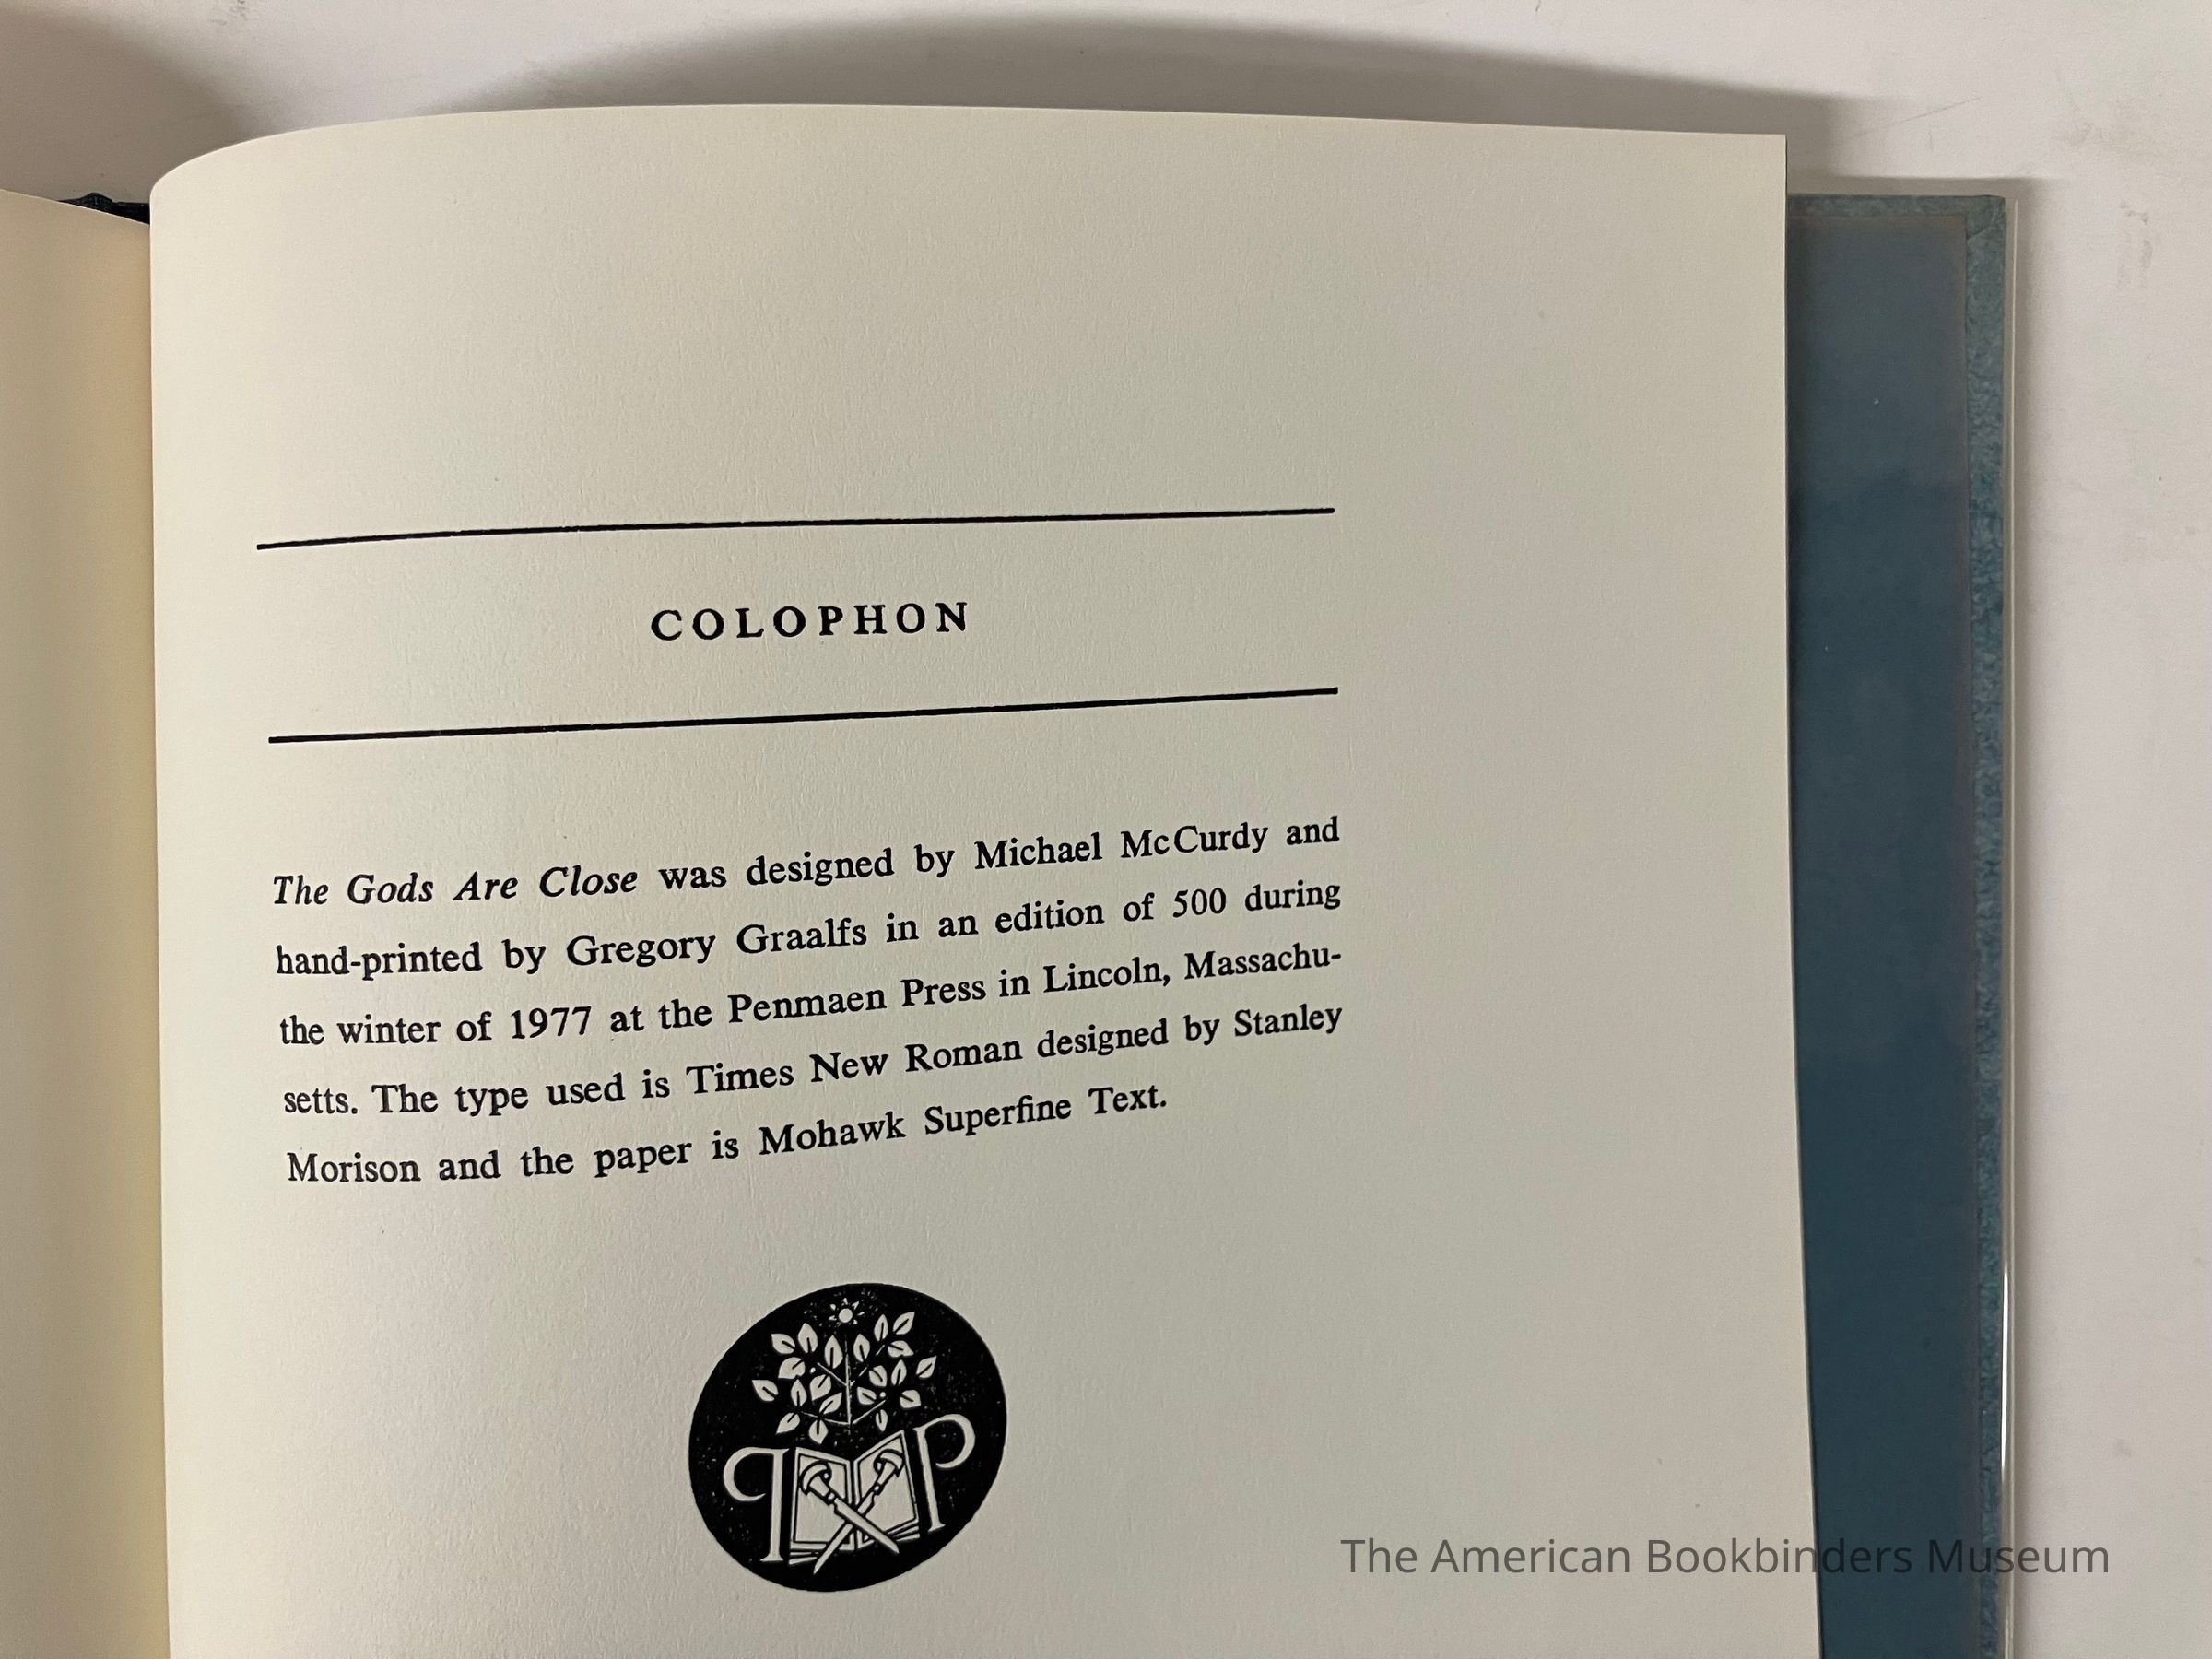 COLOPHON
The Gods Are Close was designed by Michael McCurdy and
hand-printed by Gregory Graalfs in an edition of 500 during
the winter of 1977 at the Penmaen Press in Lincoln, Massachu-
setts. The type used is Times New Roman designed by Stanley
Morison and the paper is Mohawk Superfine Text.
P P
The American Bookbinders Museum